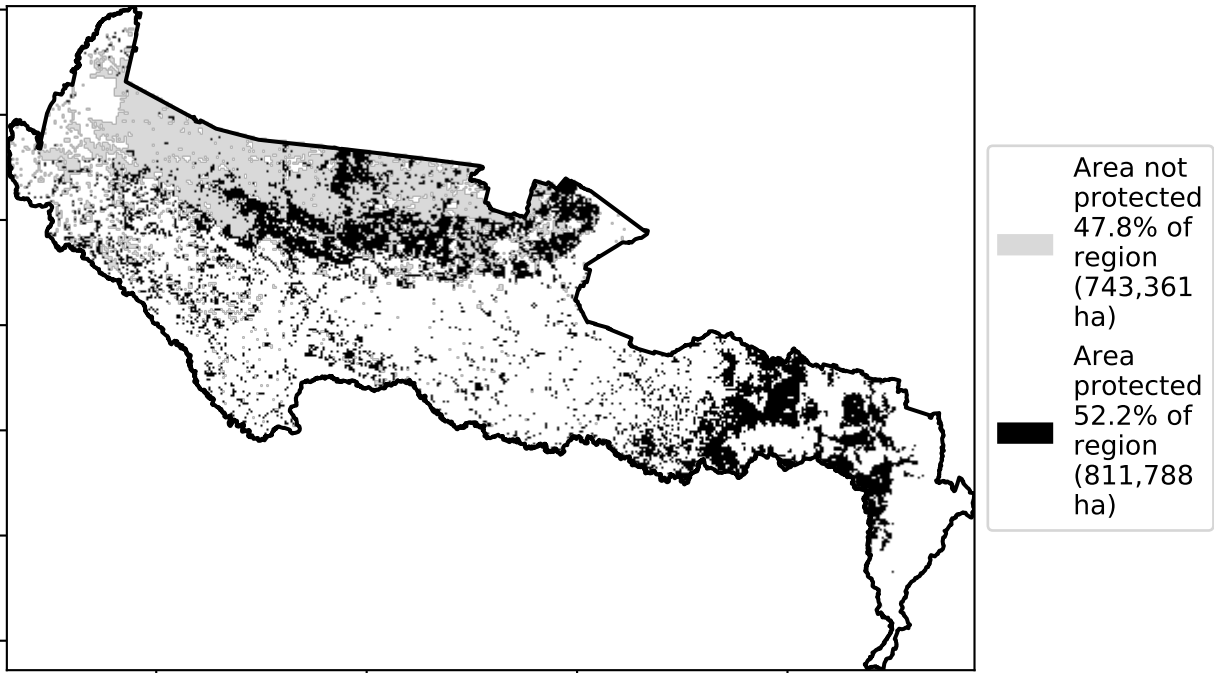 Area not
protected
47.8% of
region
(743,361
ha)
Area
protected
52.2% of
region
(811,788
ha)